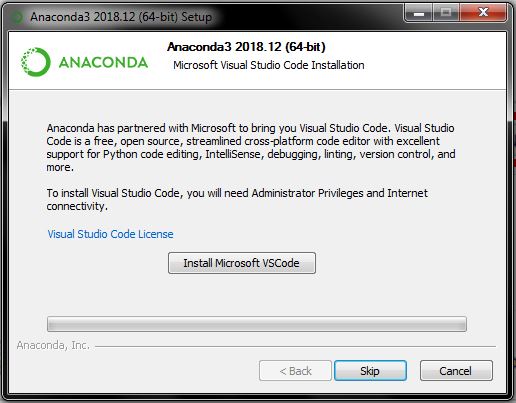 Anaconda3 2018.12 (64-bit) Setup
ANACONDA
Anaconda3 2018.12 (64-bit)
Microsoft Visual Studio Code Installation
Anaconda has partnered with Microsoft to bring you Visual Studio Code. Visual Studio
Code is a free, open source, streamlined cross-platform code editor with excellent
support for Python code editing, IntelliSense, debugging, linting, version control, and
more.
To install Visual Studio Code, you will need Administrator Privileges and Internet
connectivity.
Visual Studio Code License
Install Microsoft VSCode
Anaconda, Inc.
< Back
Skip
Cancel